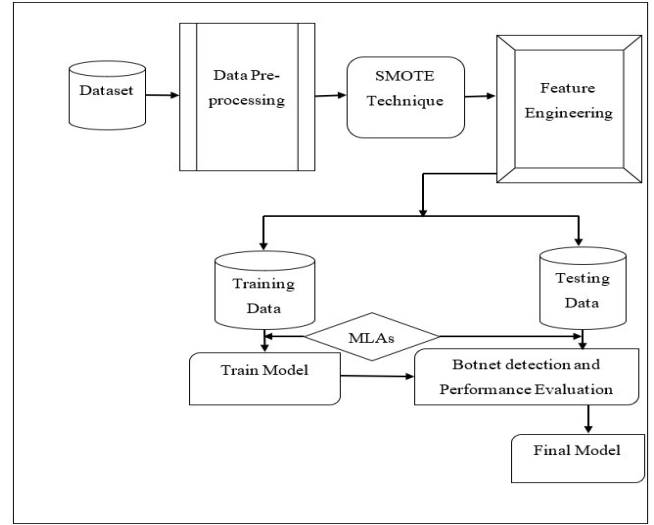 Dataset
Data Pre-
processing
SMOTE
Technique
Feature
Engineering
Training
Data
Testing
Data
MLAs
Train Model
Botnet detection and
Performance Evaluation
Final Model